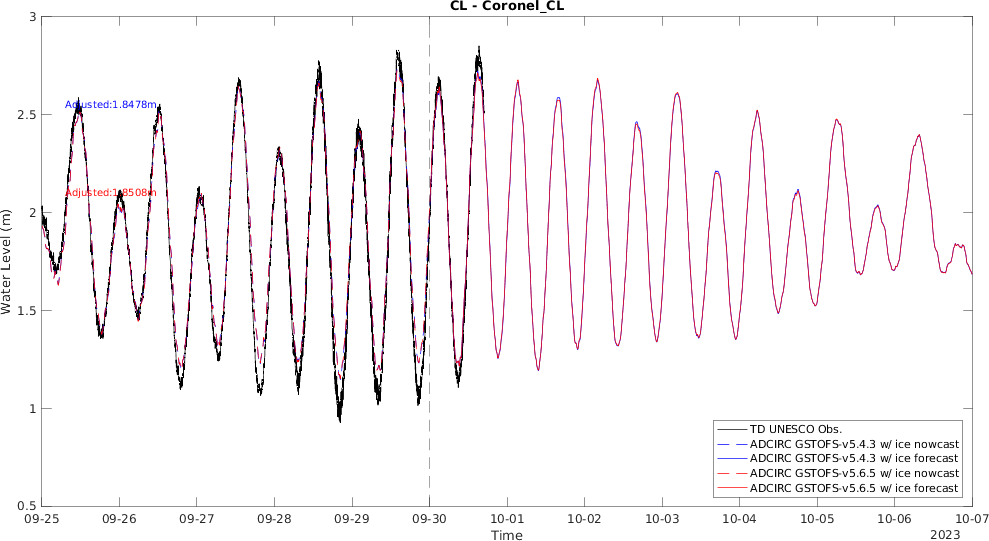 CL - Coronel_CL
3
2.5
2
1.5
1
0.5
Water Level (m)
Adjusted:1.8478m
Adjusted:1.8508m
TD UNESCO Obs.
ADCIRC GSTOFS-v5.4.3 w/ ice nowcast
ADCIRC GSTOFS-v5.4.3 w/ ice forecast
ADCIRC GSTOFS-v5.6.5 w/ ice nowcast
ADCIRC GSTOFS-v5.6.5 w/ ice forecast
09-25 09-26 09-27 09-28 09-29 09-30 10-01 10-02 10-03 10-04 10-05 10-06 10-07
Time
2023